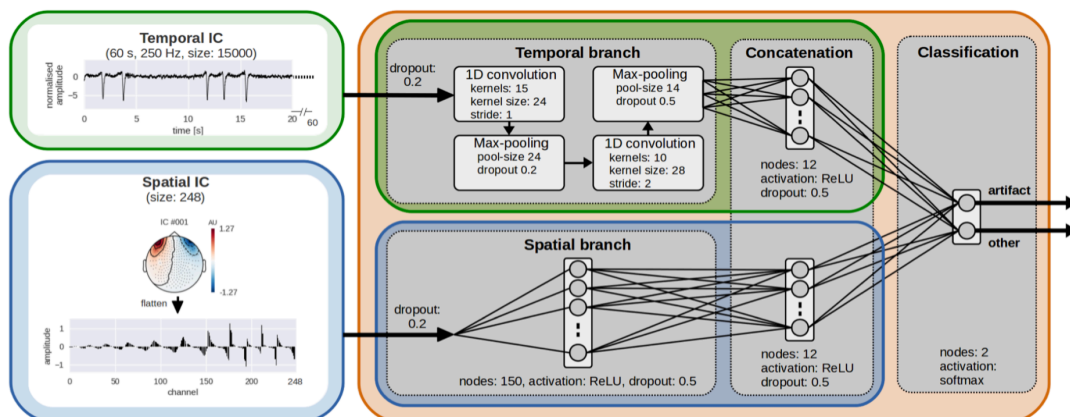 Temporal IC
(60 s, 250 Hz, size: 15000)
normalised
amplitude
0
−5
0
5
10
15
20
60
time [s]
Spatial IC
(size: 248)
IC #001
AU
1.27
-1.27
flatten
amplitude
1
0
−1
0
50
100
150
200
248
channel
dropout:
0.2
Temporal branch
1D convolution
kernels: 15
kernel size: 24
stride: 1
Max-pooling
pool-size 24
dropout 0.2
Max-pooling
pool-size 14
dropout 0.5
1D convolution
kernels: 10
kernel size: 28
stride: 2
Concatenation
nodes: 12
activation: ReLU
dropout: 0.5
Classification
artifact
other
nodes: 2
activation:
softmax
dropout:
0.2
Spatial branch
nodes: 150, activation: ReLU, dropout: 0.5
nodes: 12
activation: ReLU
dropout: 0.5